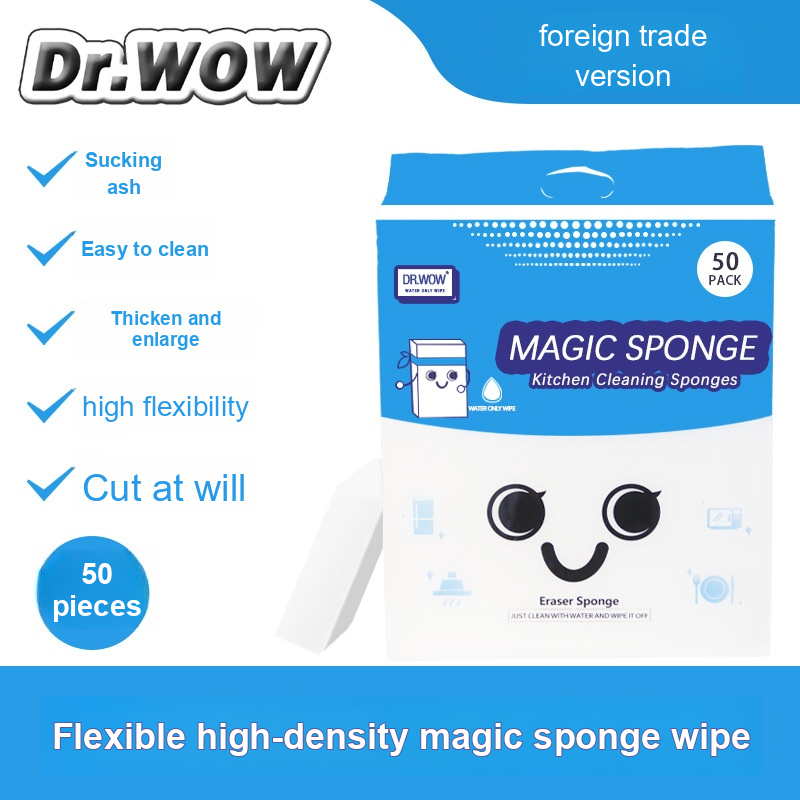 Dr.WOW
foreign trade
version
Sucking
ash
Easy to clean
Thicken and
enlarge
high flexibility
Cut at will
50
pieces
50
PACK
DR.WOW
WATER ONLY WIPE
MAGIC SPONGE
Kitchen Cleaning Sponges
WATER ONLY WIPE
Eraser Sponge
JUST CLEAN WITH WATER AND WIPE IT OFF
Flexible high-density magic sponge wipe